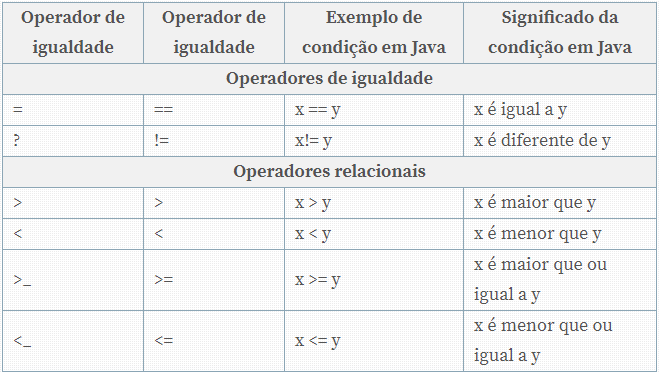 Operador de igualdade Operador de igualdade Exemplo de condição em Java Significado da condição em Java
Operadores de igualdade
= == x == y x é igual a y
? != x!= y x é diferente de y
Operadores relacionais
> > x > y x é maior que y
< < x < y x é menor que y
>_ >= x >= y x é maior que ou igual a y
<_ <= x <= y x é menor que ou igual a y